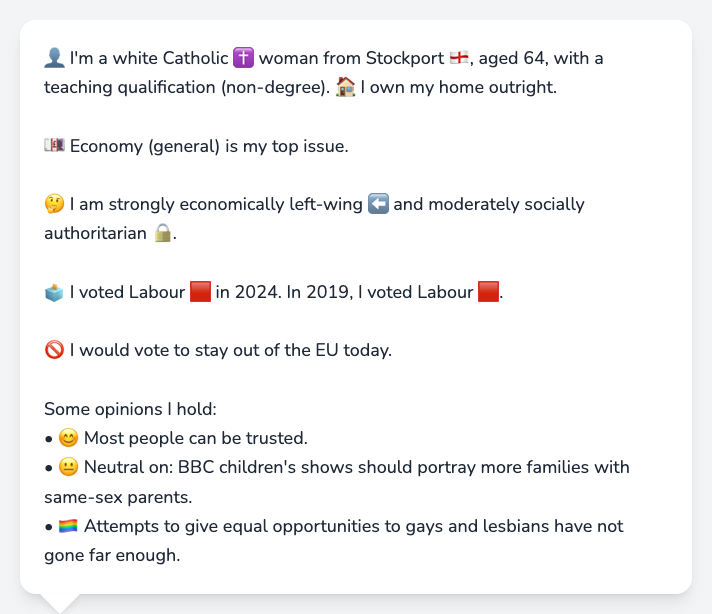 👤 I'm a white Catholic ✝️ woman from Stockport 🏴󠁧󠁢󠁥󠁮󠁧󠁿, aged 64, with a
teaching qualification (non-degree). 🏠 I own my home outright.
💷 Economy (general) is my top issue.
🤔 I am strongly economically left-wing ⬅️ and moderately socially
authoritarian 🔒.
🗳️ I voted Labour 🟥 in 2024. In 2019, I voted Labour 🟥.
🚫 I would vote to stay out of the EU today.
Some opinions I hold:
• 😊 Most people can be trusted.
• 😐 Neutral on: BBC children's shows should portray more families with
same-sex parents.
• 🏳️‍🌈 Attempts to give equal opportunities to gays and lesbians have not
gone far enough.